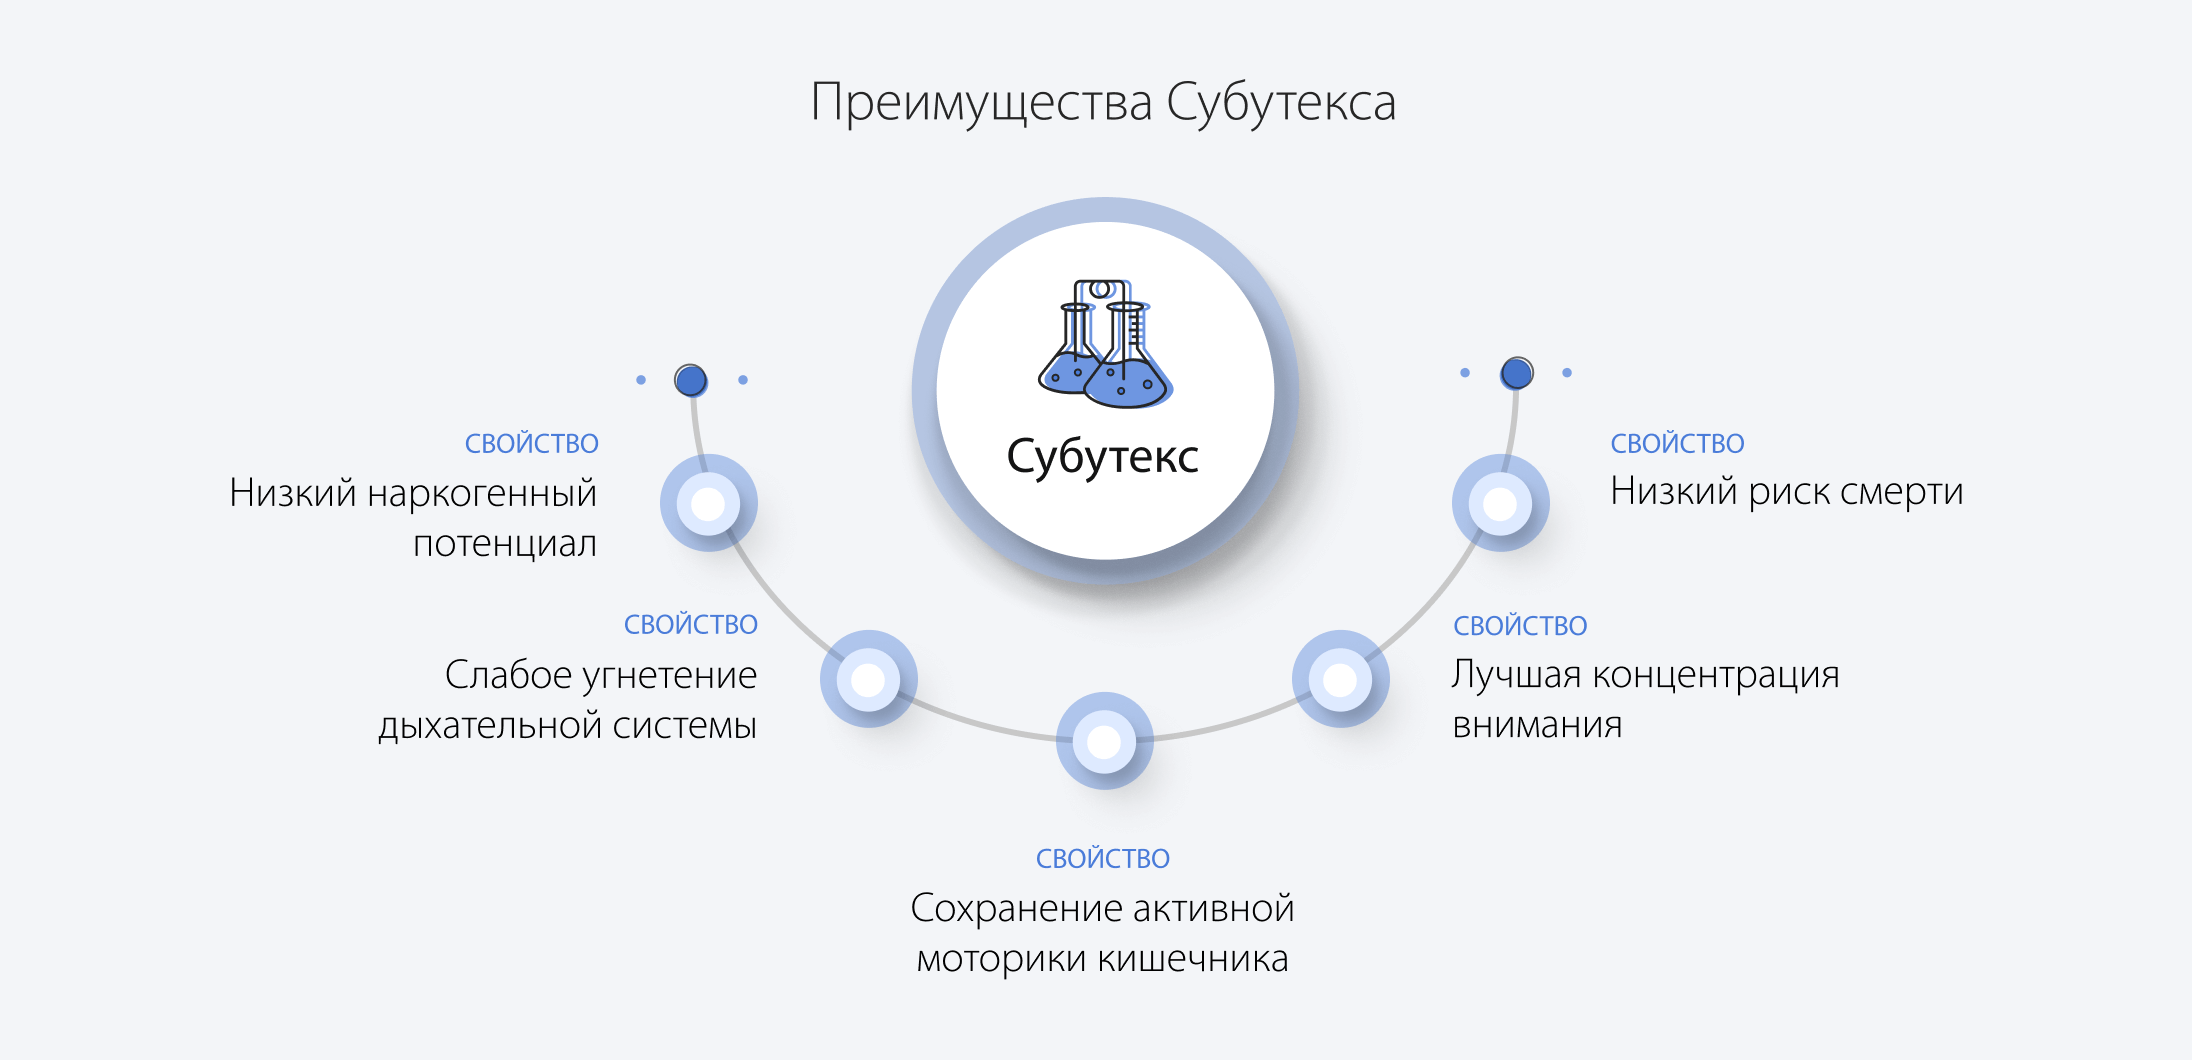 Преимущества Субутекса
Субутекс
СВОЙСТВО
Низкий наркогенный
потенциал
СВОЙСТВО
Слабое угнетение
дыхательной системы
СВОЙСТВО
Сохранение активной
моторики кишечника
СВОЙСТВО
Лучшая концентрация
внимания
СВОЙСТВО
Низкий риск смерти